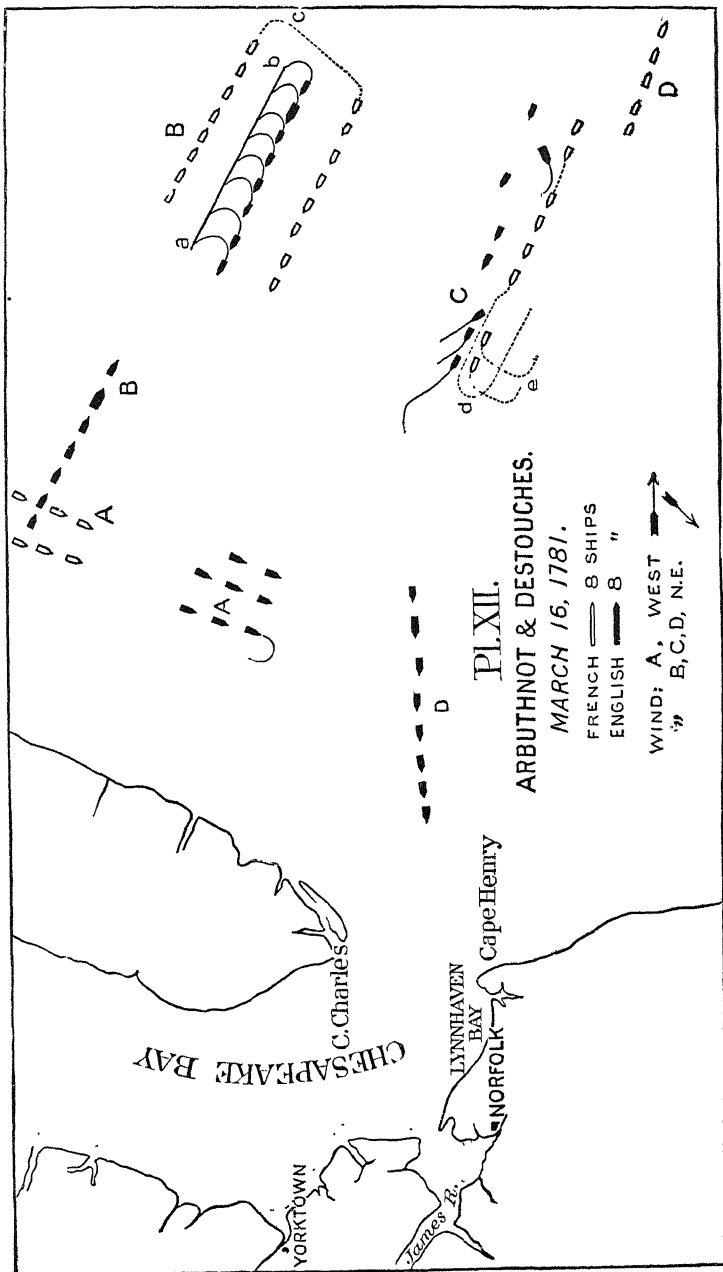 B
c
b
a
B
A
A
CHESAPEAKE BAY
YORKTOWN
C. Charles
C
d
e
D
D
James R.
LYNNHAVEN
BAY
Cape Henry
NORFOLK
Pl. XII.
ARBUTHNOT & DESTOUCHES.
MARCH 16, 1781.
FRENCH 8 SHIPS
ENGLISH 8 "
WIND: A, WEST
" B, C, D, N.E.